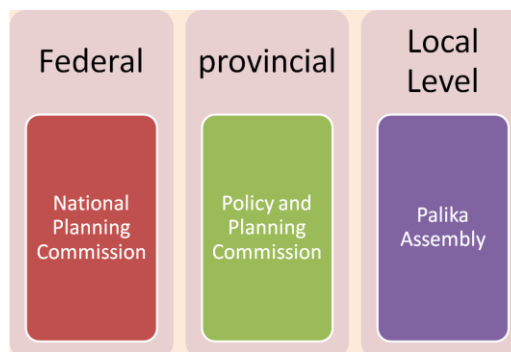 Federal
National
Planning
Commission
provincial
Policy and
Planning
Commission
Local
Level
Palika
Assembly